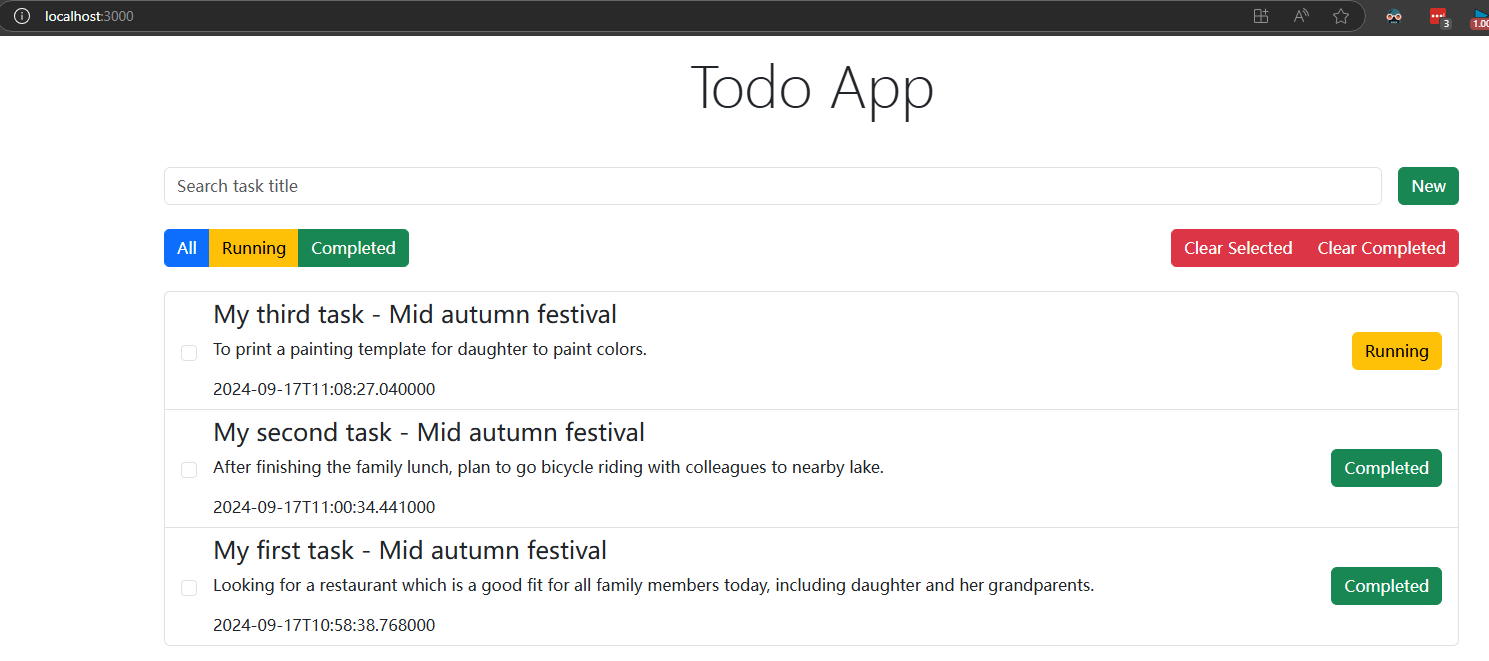 localhost:3000
3
1.00
Todo App
Search task title
New
All Running Completed
Clear Selected Clear Completed
My third task - Mid autumn festival
To print a painting template for daughter to paint colors.
Running
2024-09-17T11:08:27.040000
My second task - Mid autumn festival
After finishing the family lunch, plan to go bicycle riding with colleagues to nearby lake.
Completed
2024-09-17T11:00:34.441000
My first task - Mid autumn festival
Looking for a restaurant which is a good fit for all family members today, including daughter and her grandparents.
Completed
2024-09-17T10:58:38.768000